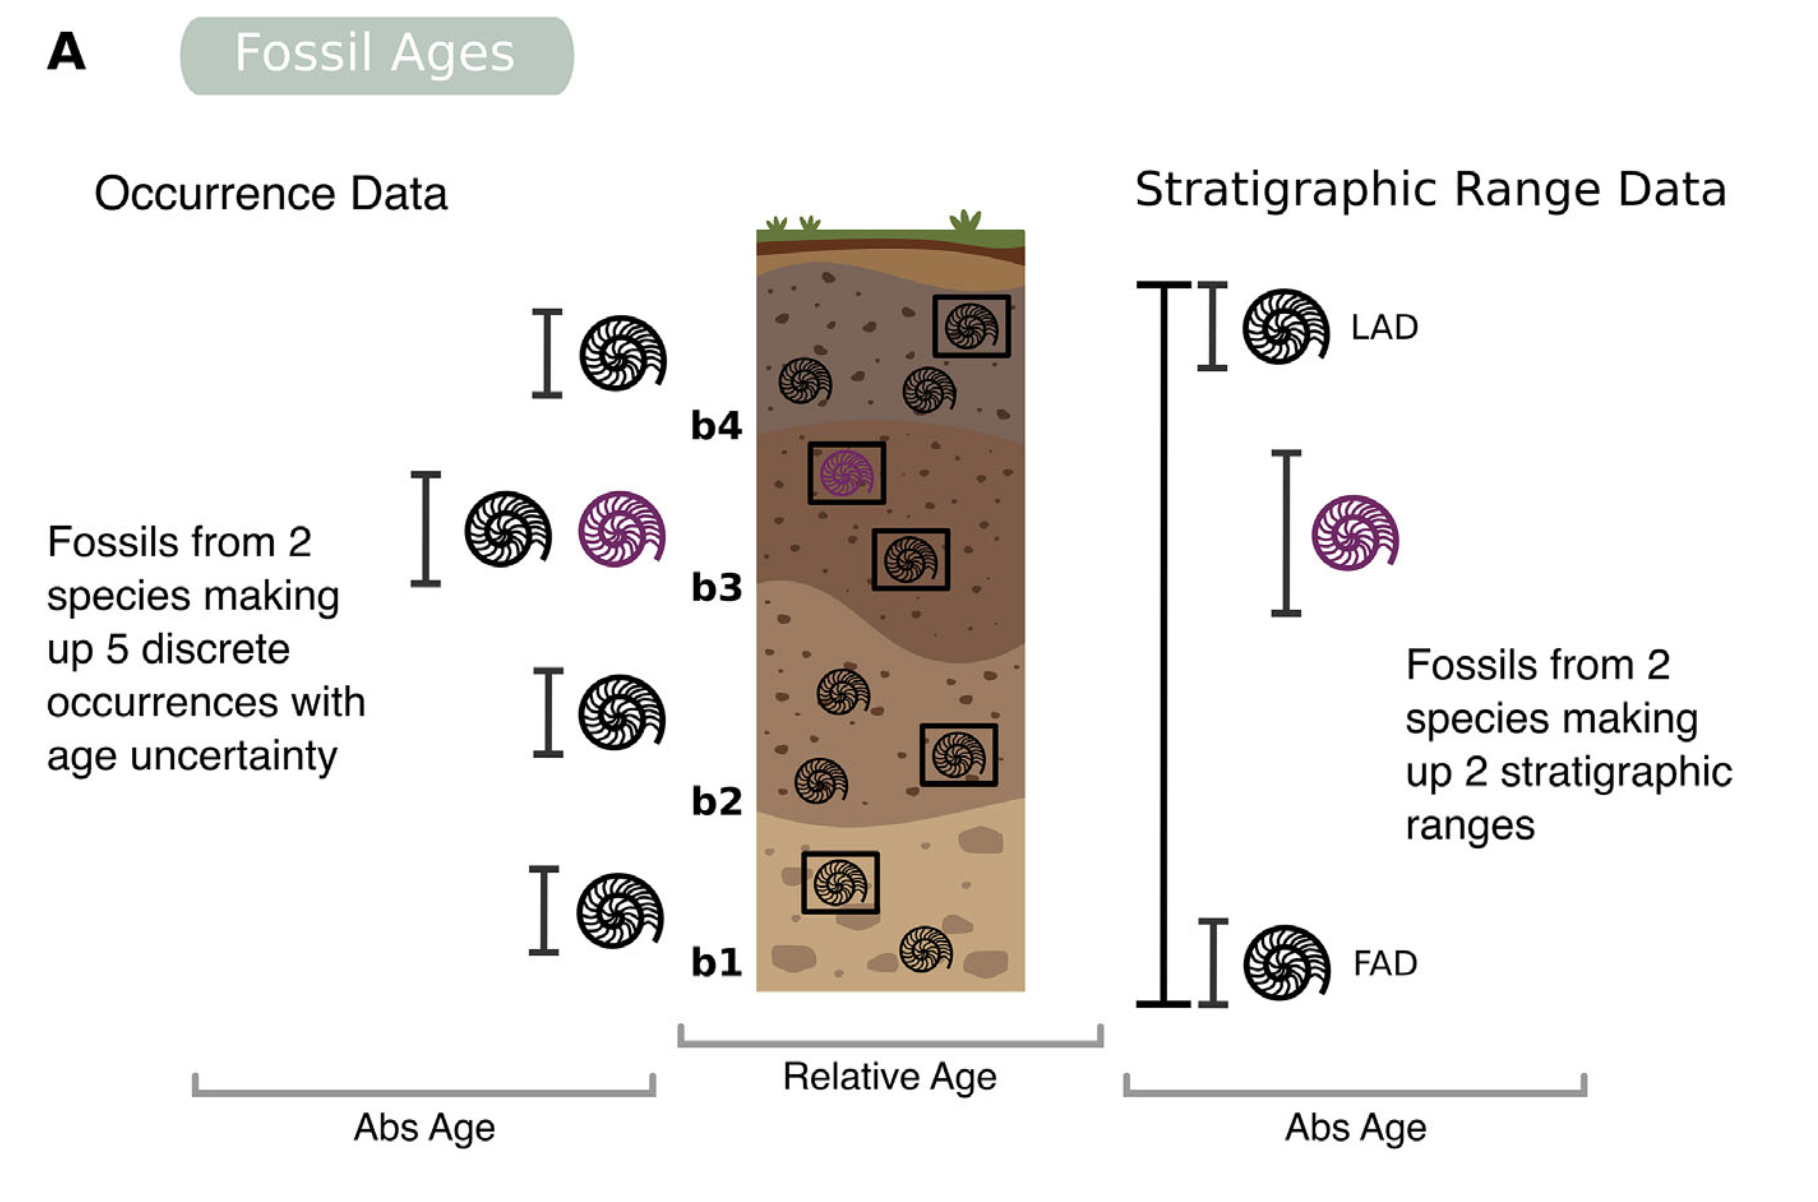 A
Fossil Ages
Occurrence Data
Stratigraphic Range Data
Fossils from 2
species making
up 5 discrete
occurrences with
age uncertainty
b4
b3
b2
b1
LAD
Fossils from 2
species making
up 2 stratigraphic
ranges
FAD
Abs Age
Relative Age
Abs Age